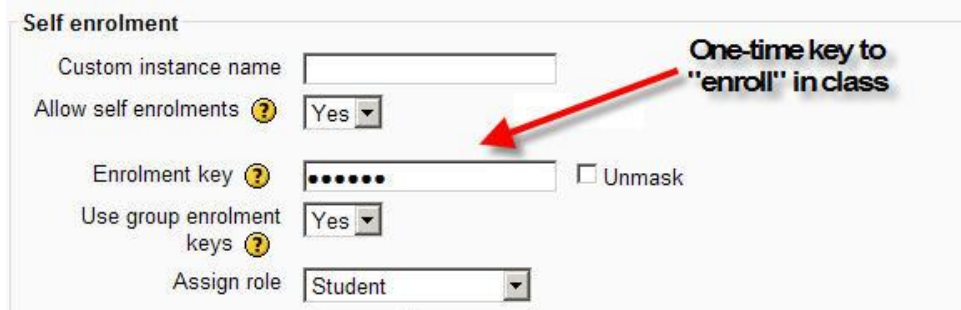 Self enrolment
Custom instance name
One-time key to
"enroll" in class
Allow self enrolments ? Yes
Enrolment key ? •••••• Unmask
Use group enrolment
keys ? Yes
Assign role Student